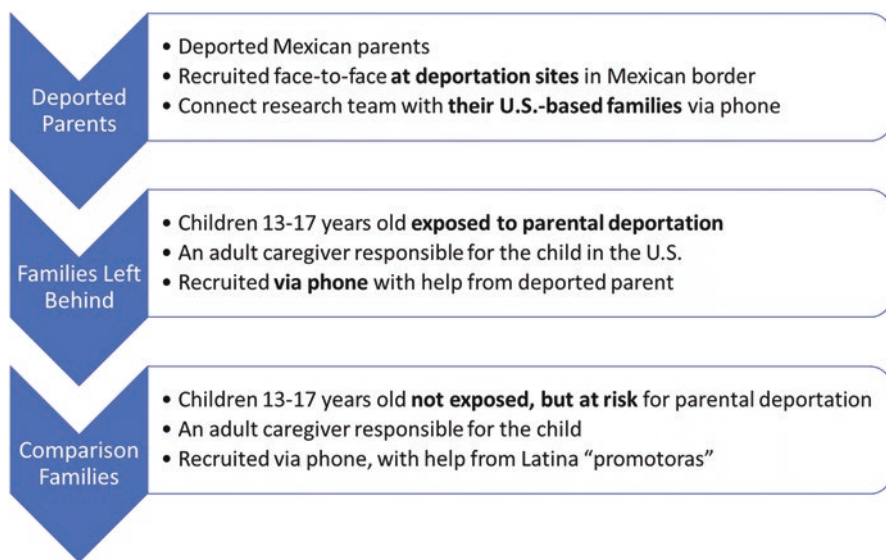 Deported
Parents
• Deported Mexican parents
• Recruited face-to-face at deportation sites in Mexican border
• Connect research team with their U.S.-based families via phone
Families Left
Behind
• Children 13-17 years old exposed to parental deportation
• An adult caregiver responsible for the child in the U.S.
• Recruited via phone with help from deported parent
Comparison
Families
• Children 13-17 years old not exposed, but at risk for parental deportation
• An adult caregiver responsible for the child
• Recruited via phone, with help from Latina “promotoras”